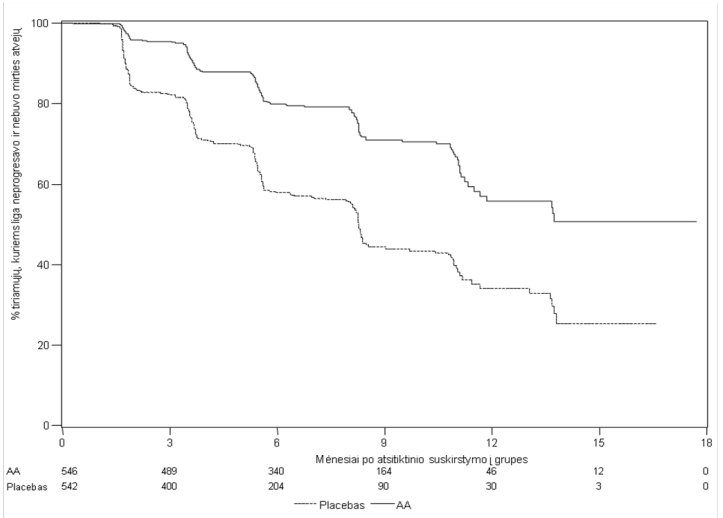 % tiriamųjų, kuriems liga neprogresavo ir nebuvo mirties atvejų
100
80
60
40
20
0
0 3 6 9 12 15 18
Mėnesiai po atsitiktinio suskirstymo į grupes
AA 546 489 340 164 46 12 0
Placebas 542 400 204 90 30 3 0
Placebas AA